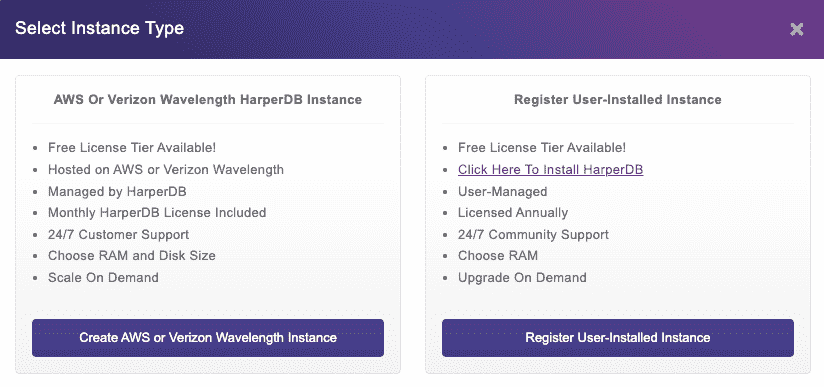 Select Instance Type
AWS Or Verizon Wavelength HarperDB Instance
Free License Tier Available!
Hosted on AWS or Verizon Wavelength
Managed by HarperDB
Monthly HarperDB License Included
24/7 Customer Support
Choose RAM and Disk Size
Scale On Demand
Create AWS or Verizon Wavelength Instance
Register User-Installed Instance
Free License Tier Available!
Click Here To Install HarperDB
User-Managed
Licensed Annually
24/7 Community Support
Choose RAM
Upgrade On Demand
Register User-Installed Instance